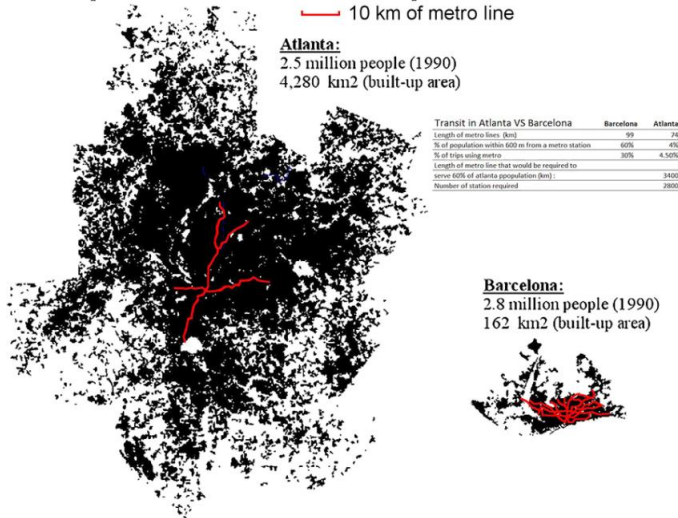 10 km of metro line
Atlanta:
2.5 million people (1990)
4,280 km2 (built-up area)
Transit in Atlanta VS Barcelona Barcelona Atlanta
Length of metro lines (km) 99 74
% of population within 600 m from a metro station 60% 4%
% of trips using metro 30% 4.50%
Length of metro line that would be required to
serve 60% of atlanta ppopulation (km) : 3400
Number of station required 2800
Barcelona:
2.8 million people (1990)
162 km2 (built-up area)